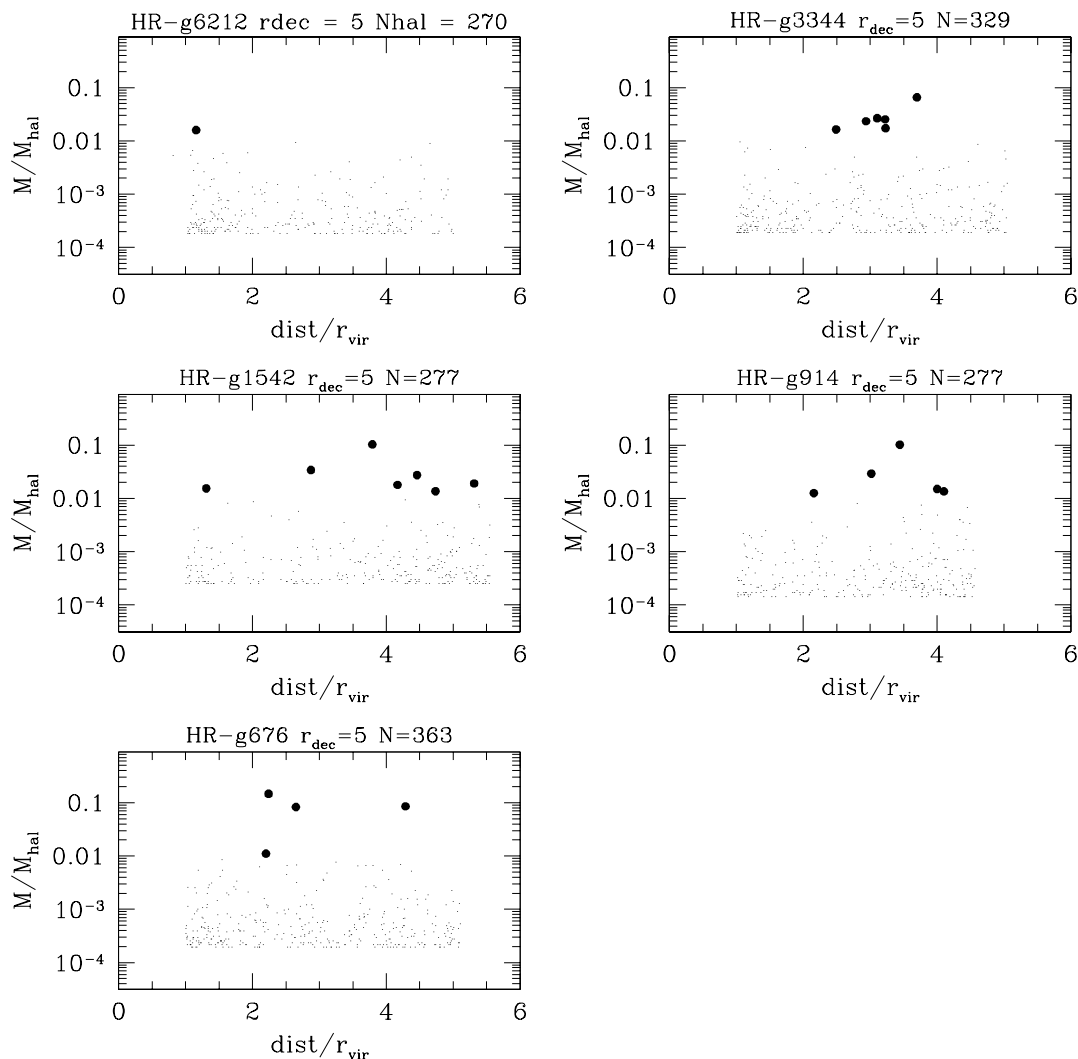 HR-g6212 rdec = 5 Nhal = 270
M/M_hal
0.1
0.01
10^-3
10^-4
0 2 4 6
dist/r_vir
HR-g3344 r_dec=5 N=329
M/M_hal
0.1
0.01
10^-3
10^-4
0 2 4 6
dist/r_vir
HR-g1542 r_dec=5 N=277
M/M_hal
0.1
0.01
10^-3
10^-4
0 2 4 6
dist/r_vir
HR-g914 r_dec=5 N=277
M/M_hal
0.1
0.01
10^-3
10^-4
0 2 4 6
dist/r_vir
HR-g676 r_dec=5 N=363
M/M_hal
0.1
0.01
10^-3
10^-4
0 2 4 6
dist/r_vir